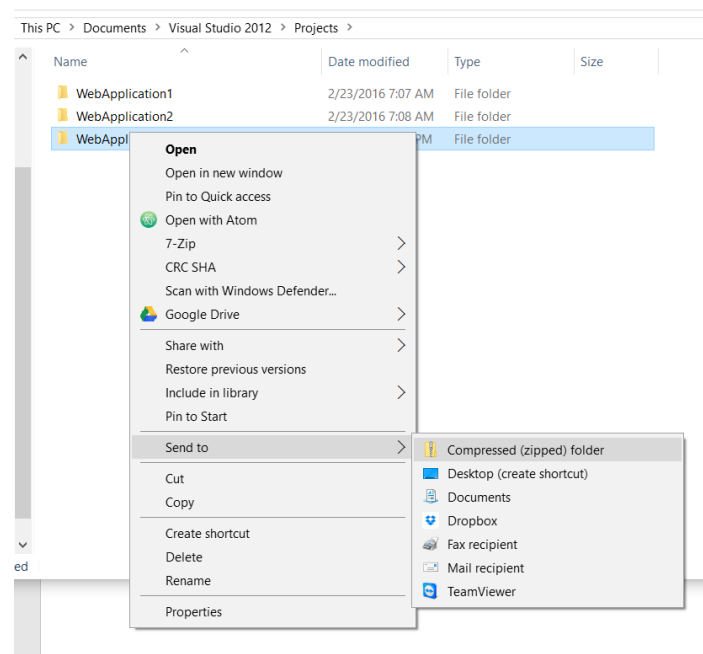 This PC > Documents > Visual Studio 2012 > Projects >
Name Date modified Type Size
WebApplication1 2/23/2016 7:07 AM File folder
WebApplication2 2/23/2016 7:08 AM File folder
WebAppl PM File folder
Open
Open in new window
Pin to Quick access
Open with Atom
7-Zip
CRC SHA
Scan with Windows Defender...
Google Drive
Share with
Restore previous versions
Include in library
Pin to Start
Send to
Compressed (zipped) folder
Desktop (create shortcut)
Documents
Dropbox
Fax recipient
Mail recipient
TeamViewer
Cut
Copy
Create shortcut
Delete
Rename
Properties
ed